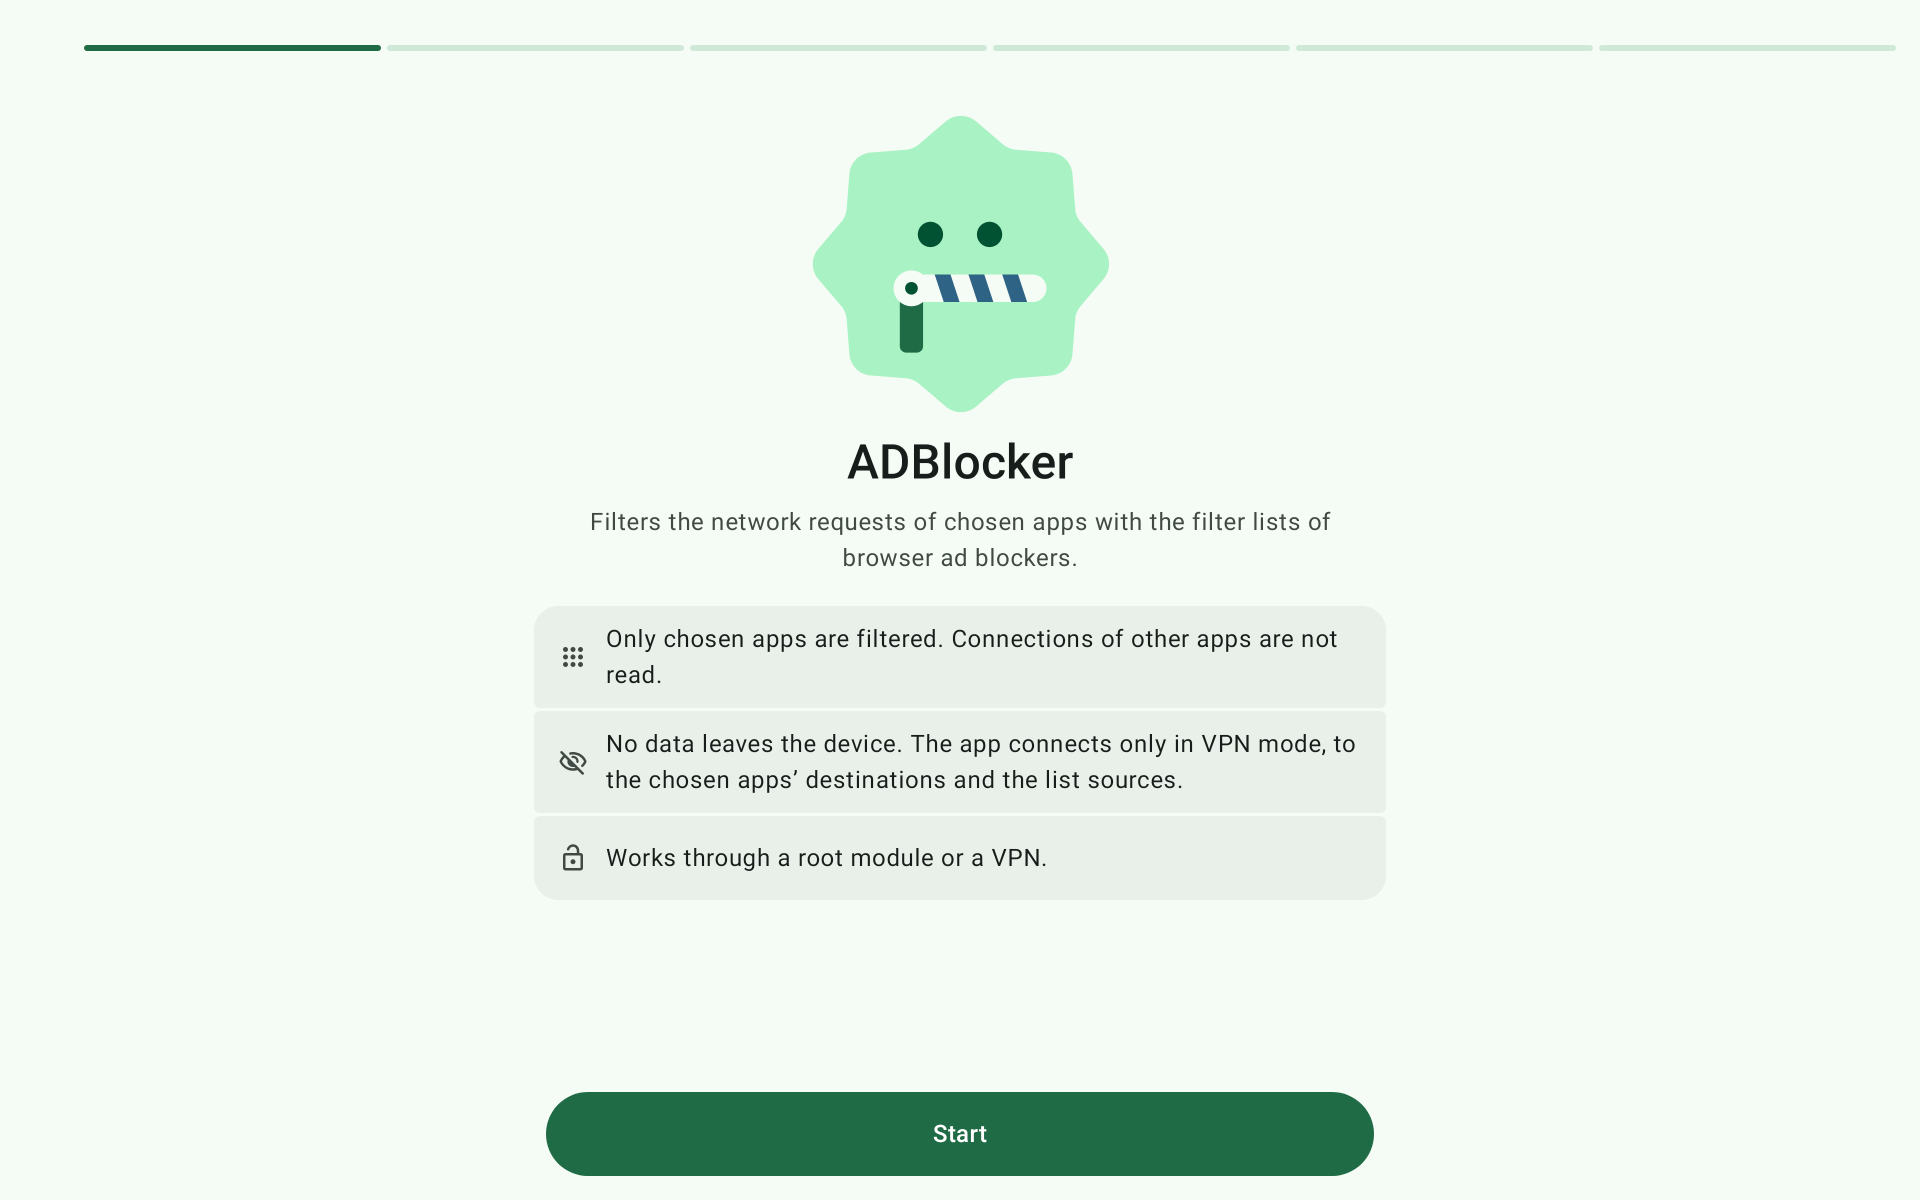 ADBlocker
Filters the network requests of chosen apps with the filter lists of
browser ad blockers.
Only chosen apps are filtered. Connections of other apps are not
read.
No data leaves the device. The app connects only in VPN mode, to
the chosen apps’ destinations and the list sources.
Works through a root module or a VPN.
Start